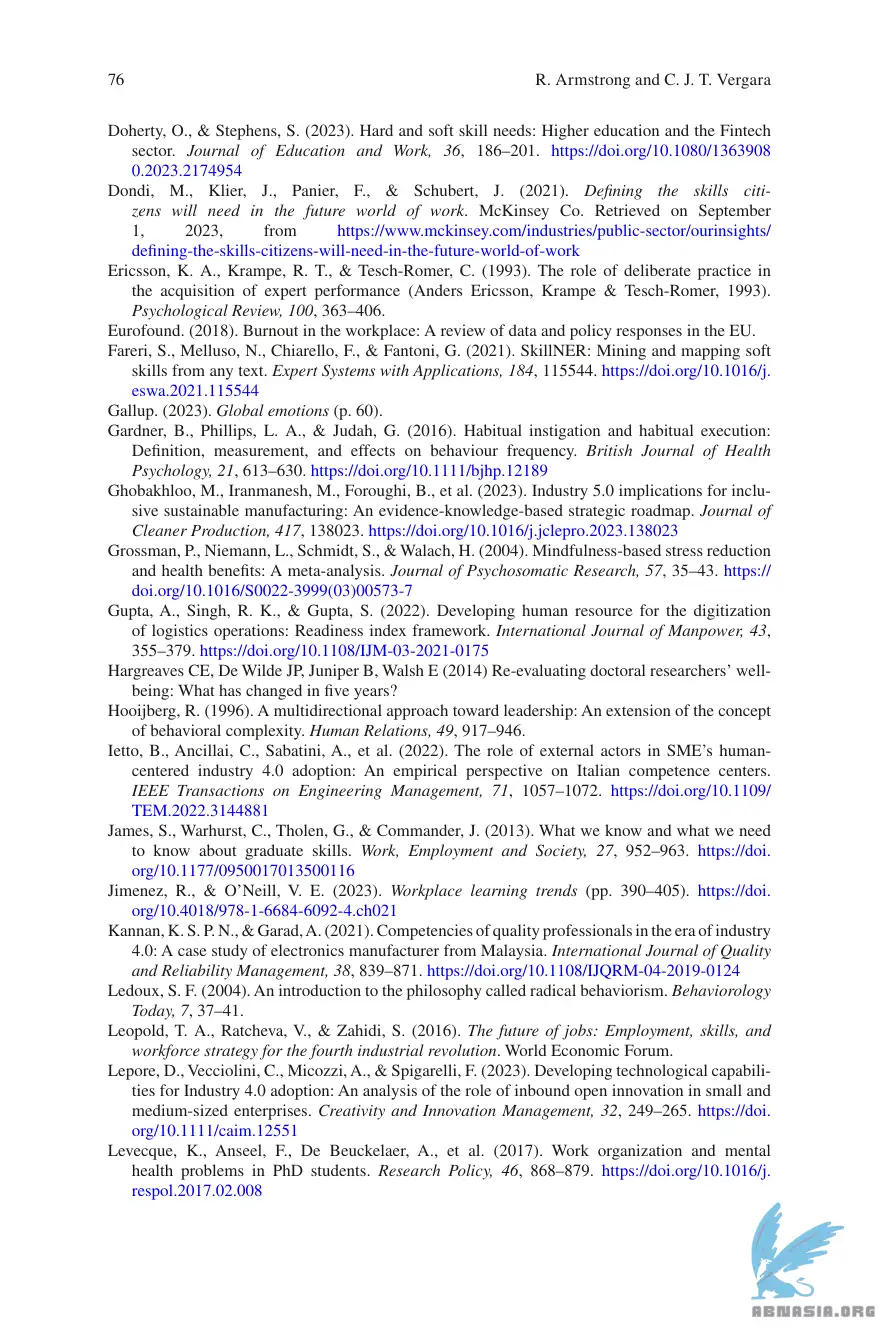 76 R. Armstrong and C. J. T. Vergara
Doherty, O., & Stephens, S. (2023). Hard and soft skill needs: Higher education and the Fintech
sector. Journal of Education and Work, 36, 186–201. https://doi.org/10.1080/1363908
0.2023.2174954
Dondi, M., Klier, J., Panier, F., & Schubert, J. (2021). Defining the skills citi-
zens will need in the future world of work. McKinsey Co. Retrieved on September
1, 2023, from https://www.mckinsey.com/industries/public-sector/ourinsights/
defining-the-skills-citizens-will-need-in-the-future-world-of-work
Ericsson, K. A., Krampe, R. T., & Tesch-Romer, C. (1993). The role of deliberate practice in
the acquisition of expert performance (Anders Ericsson, Krampe & Tesch-Romer, 1993).
Psychological Review, 100, 363–406.
Eurofound. (2018). Burnout in the workplace: A review of data and policy responses in the EU.
Fareri, S., Melluso, N., Chiarello, F., & Fantoni, G. (2021). SkillNER: Mining and mapping soft
skills from any text. Expert Systems with Applications, 184, 115544. https://doi.org/10.1016/j.
eswa.2021.115544
Gallup. (2023). Global emotions (p. 60).
Gardner, B., Phillips, L. A., & Judah, G. (2016). Habitual instigation and habitual execution:
Definition, measurement, and effects on behaviour frequency. British Journal of Health
Psychology, 21, 613–630. https://doi.org/10.1111/bjhp.12189
Ghobakhloo, M., Iranmanesh, M., Foroughi, B., et al. (2023). Industry 5.0 implications for inclu-
sive sustainable manufacturing: An evidence-knowledge-based strategic roadmap. Journal of
Cleaner Production, 417, 138023. https://doi.org/10.1016/j.jclepro.2023.138023
Grossman, P., Niemann, L., Schmidt, S., & Walach, H. (2004). Mindfulness-based stress reduction
and health benefits: A meta-analysis. Journal of Psychosomatic Research, 57, 35–43. https://
doi.org/10.1016/S0022-3999(03)00573-7
Gupta, A., Singh, R. K., & Gupta, S. (2022). Developing human resource for the digitization
of logistics operations: Readiness index framework. International Journal of Manpower, 43,
355–379. https://doi.org/10.1108/IJM-03-2021-0175
Hargreaves CE, De Wilde JP, Juniper B, Walsh E (2014) Re-evaluating doctoral researchers’ well-
being: What has changed in five years?
Hooijberg, R. (1996). A multidirectional approach toward leadership: An extension of the concept
of behavioral complexity. Human Relations, 49, 917–946.
Ietto, B., Ancillai, C., Sabatini, A., et al. (2022). The role of external actors in SME’s human-
centered industry 4.0 adoption: An empirical perspective on Italian competence centers.
IEEE Transactions on Engineering Management, 71, 1057–1072. https://doi.org/10.1109/
TEM.2022.3144881
James, S., Warhurst, C., Tholen, G., & Commander, J. (2013). What we know and what we need
to know about graduate skills. Work, Employment and Society, 27, 952–963. https://doi.
org/10.1177/0950017013500116
Jimenez, R., & O’Neill, V. E. (2023). Workplace learning trends (pp. 390–405). https://doi.
org/10.4018/978-1-6684-6092-4.ch021
Kannan, K. S. P. N., & Garad, A. (2021). Competencies of quality professionals in the era of industry
4.0: A case study of electronics manufacturer from Malaysia. International Journal of Quality
and Reliability Management, 38, 839–871. https://doi.org/10.1108/IJQRM-04-2019-0124
Ledoux, S. F. (2004). An introduction to the philosophy called radical behaviorism. Behaviorology
Today, 7, 37–41.
Leopold, T. A., Ratcheva, V., & Zahidi, S. (2016). The future of jobs: Employment, skills, and
workforce strategy for the fourth industrial revolution. World Economic Forum.
Lepore, D., Vecciolini, C., Micozzi, A., & Spigarelli, F. (2023). Developing technological capabili-
ties for Industry 4.0 adoption: An analysis of the role of inbound open innovation in small and
medium-sized enterprises. Creativity and Innovation Management, 32, 249–265. https://doi.
org/10.1111/caim.12551
Levecque, K., Anseel, F., De Beuckelaer, A., et al. (2017). Work organization and mental
health problems in PhD students. Research Policy, 46, 868–879. https://doi.org/10.1016/j.
respol.2017.02.008
ABNASIA.ORG